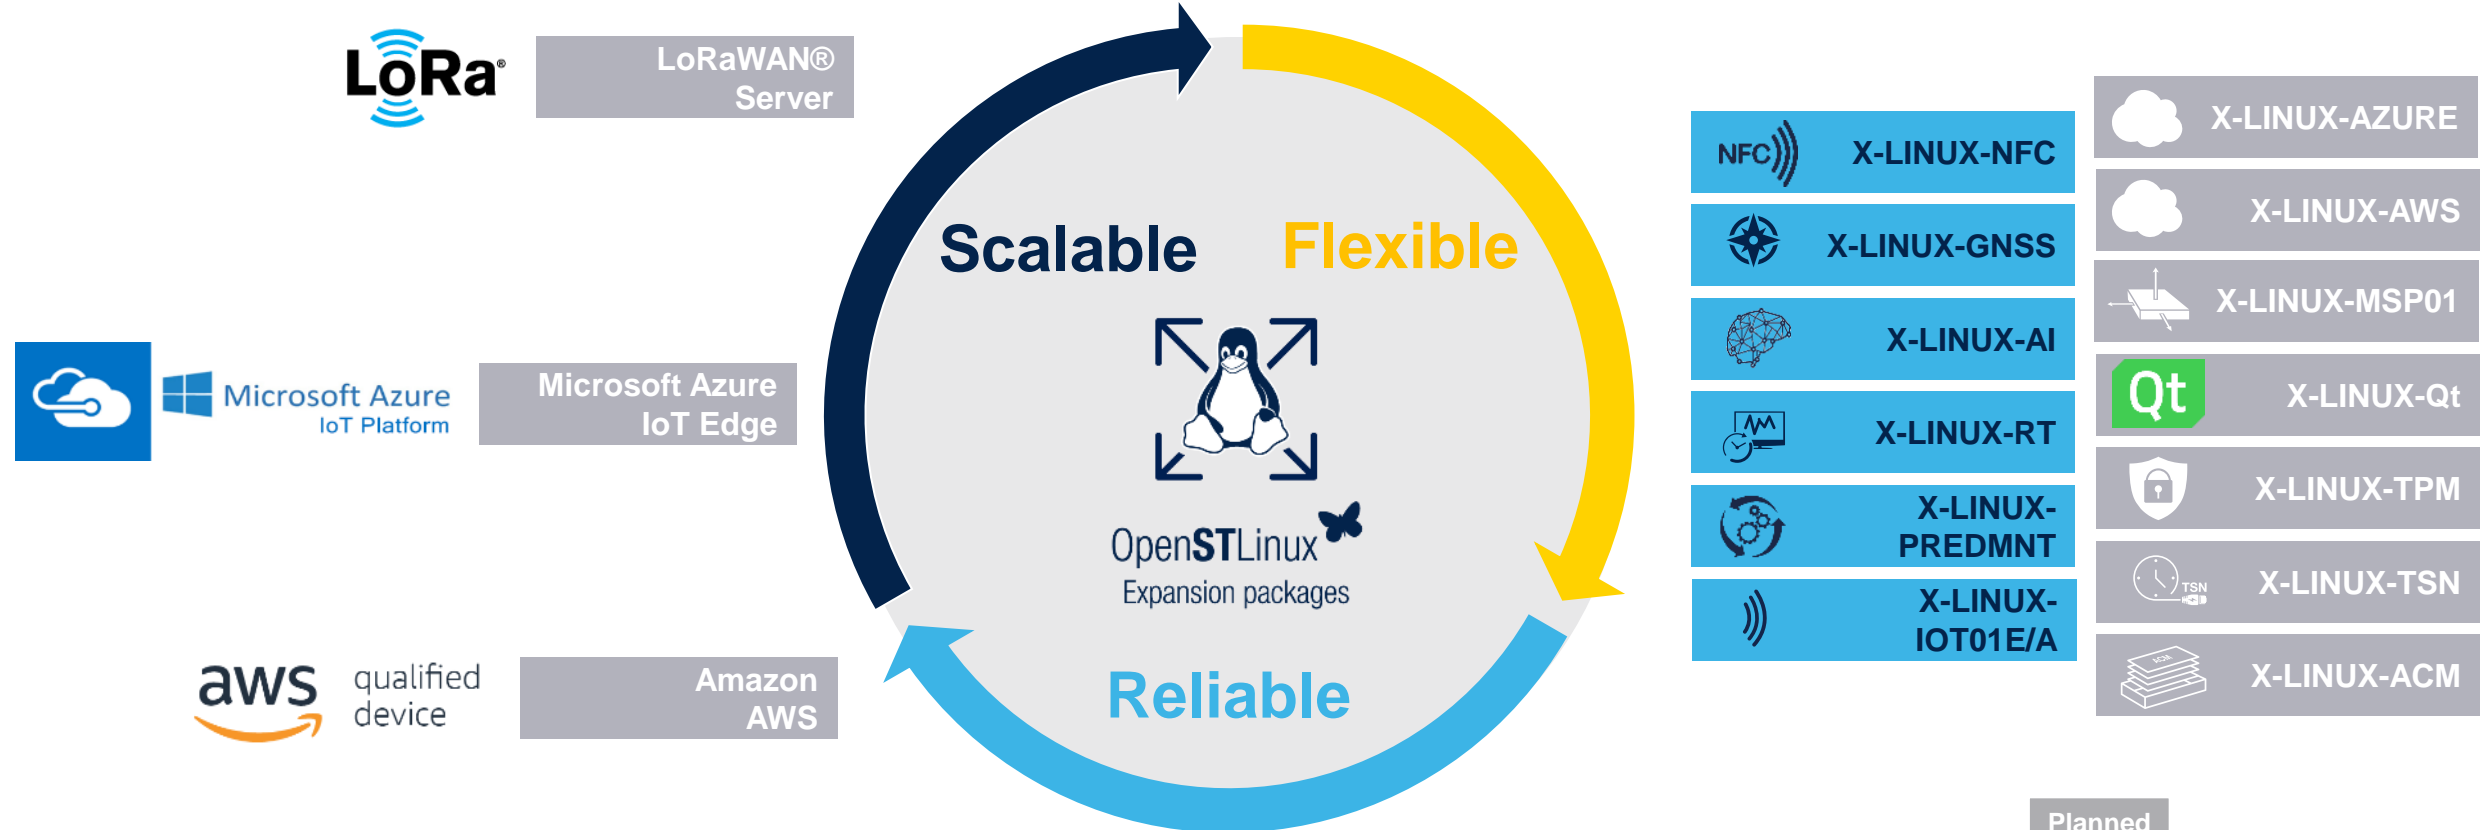 LoRa®
LoRaWAN®
Server
Microsoft Azure
IoT Platform
Microsoft Azure
IoT Edge
aws
qualified
device
Amazon
AWS
Scalable
Flexible
OpenSTLinux
Expansion packages
Reliable
NFC
X-LINUX-NFC
X-LINUX-GNSS
X-LINUX-AI
X-LINUX-RT
X-LINUX-
PREDMNT
X-LINUX-
IOT01E/A
X-LINUX-AZURE
X-LINUX-AWS
X-LINUX-MSP01
Qt
X-LINUX-Qt
X-LINUX-TPM
TSN
X-LINUX-TSN
ACM
X-LINUX-ACM
Planned